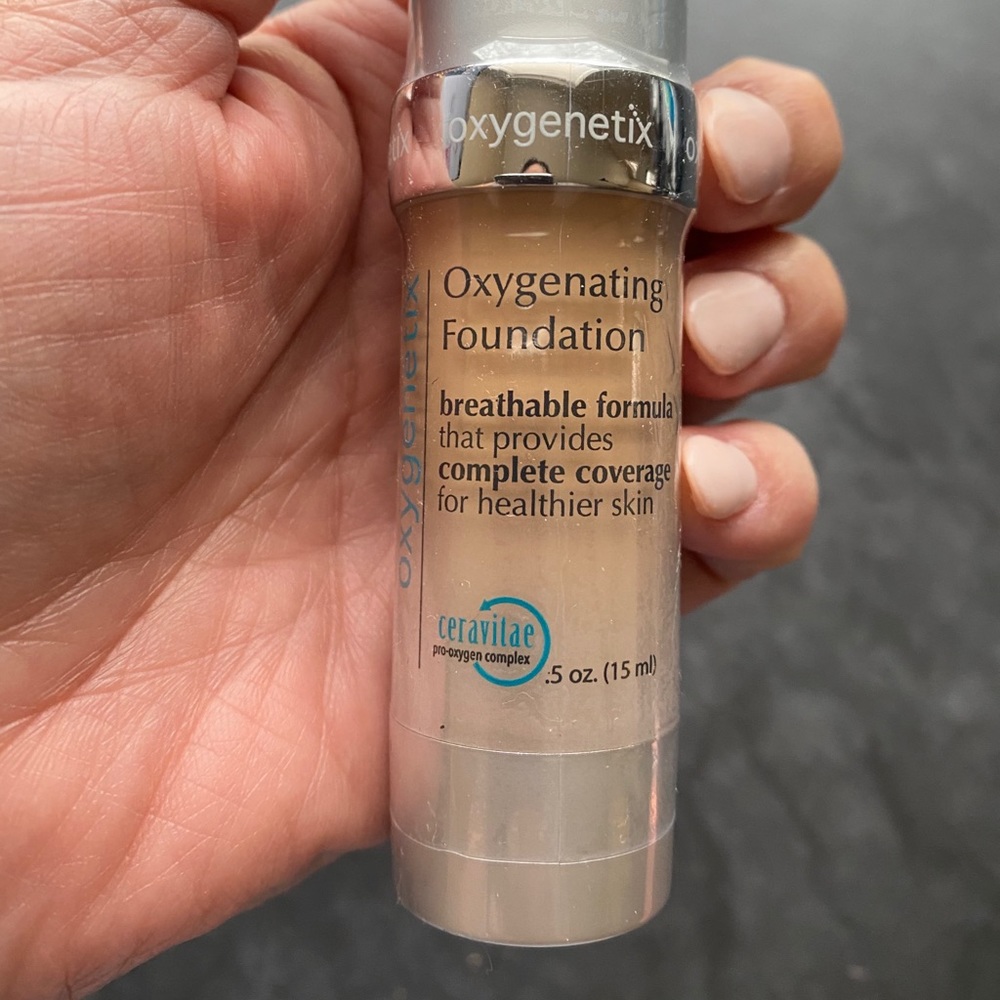 oxygenetix
oxygenetix
Oxygenating
Foundation
breathable formula
that provides
complete coverage
for healthier skin
ceravitae
pro-oxygen complex
.5 oz. (15 ml)